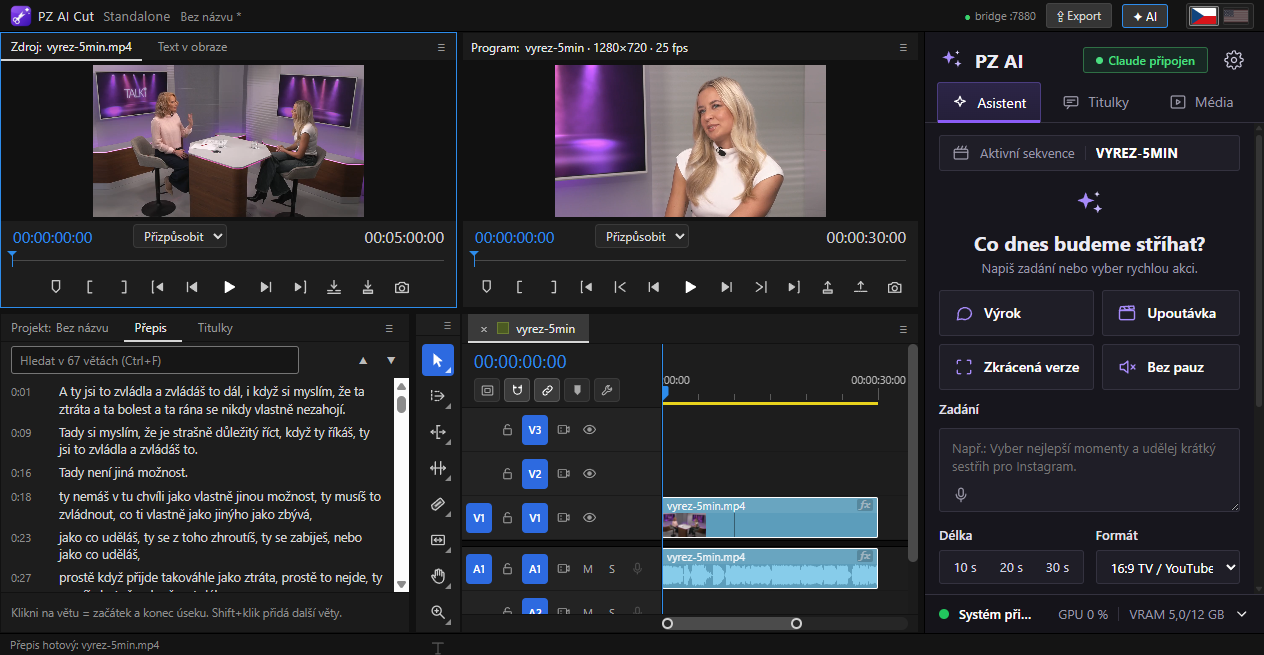 PZ AI Cut Standalone Bez názvu *
bridge :7880 Export AI
Zdroj: vyrez-5min.mp4 Text v obraze
TALK
00:00:00:00 Přizpůsobit 00:05:00:00
Program: vyrez-5min · 1280×720 · 25 fps
00:00:00:00 Přizpůsobit 00:00:30:00
Projekt: Bez názvu Přepis Titulky
Hledat v 67 větách (Ctrl+F)
0:01 A ty jsi to zvládla a zvládáš to dál, i když si myslím, že ta
ztráta a ta bolest a ta rána se nikdy vlastně nezahojí.
0:09 Tady si myslím, že je strašně důležitý říct, když ty říkáš, ty
jsi to zvládla a zvládáš to.
0:16 Tady není jiná možnost.
0:18 ty nemáš v tu chvíli jako vlastně jinou možnost, ty musíš to
zvládnout, co ti vlastně jako jinýho jako zbývá,
0:23 jako co uděláš, ty se z toho zhroutíš, ty se zabiješ, nebo
jako co uděláš,
0:27 prostě když přijde takováhle jako ztráta, prostě to nejde, ty
Klikni na větu = začátek a konec úseku. Shift+klik přidá další věty.
Přepis hotový: vyrez-5min.mp4
× vyrez-5min
00:00:00:00
00:00 00:00:30:00
V3
V2
V1 V1
vyrez-5min.mp4 fx
A1 A1 M S
vyrez-5min.mp4 fx
A2 M S
PZ AI Claude připojen
Asistent Titulky Média
Aktivní sekvence VYREZ-5MIN
Co dnes budeme stříhat?
Napiš zadání nebo vyber rychlou akci.
Výrok Upoutávka
Zkrácená verze Bez pauz
Zadání
Např.: Vyber nejlepší momenty a udělej krátký
sestřih pro Instagram.
Délka Formát
10 s 20 s 30 s 16:9 TV / YouTube
Systém při... GPU 0 % VRAM 5,0/12 GB